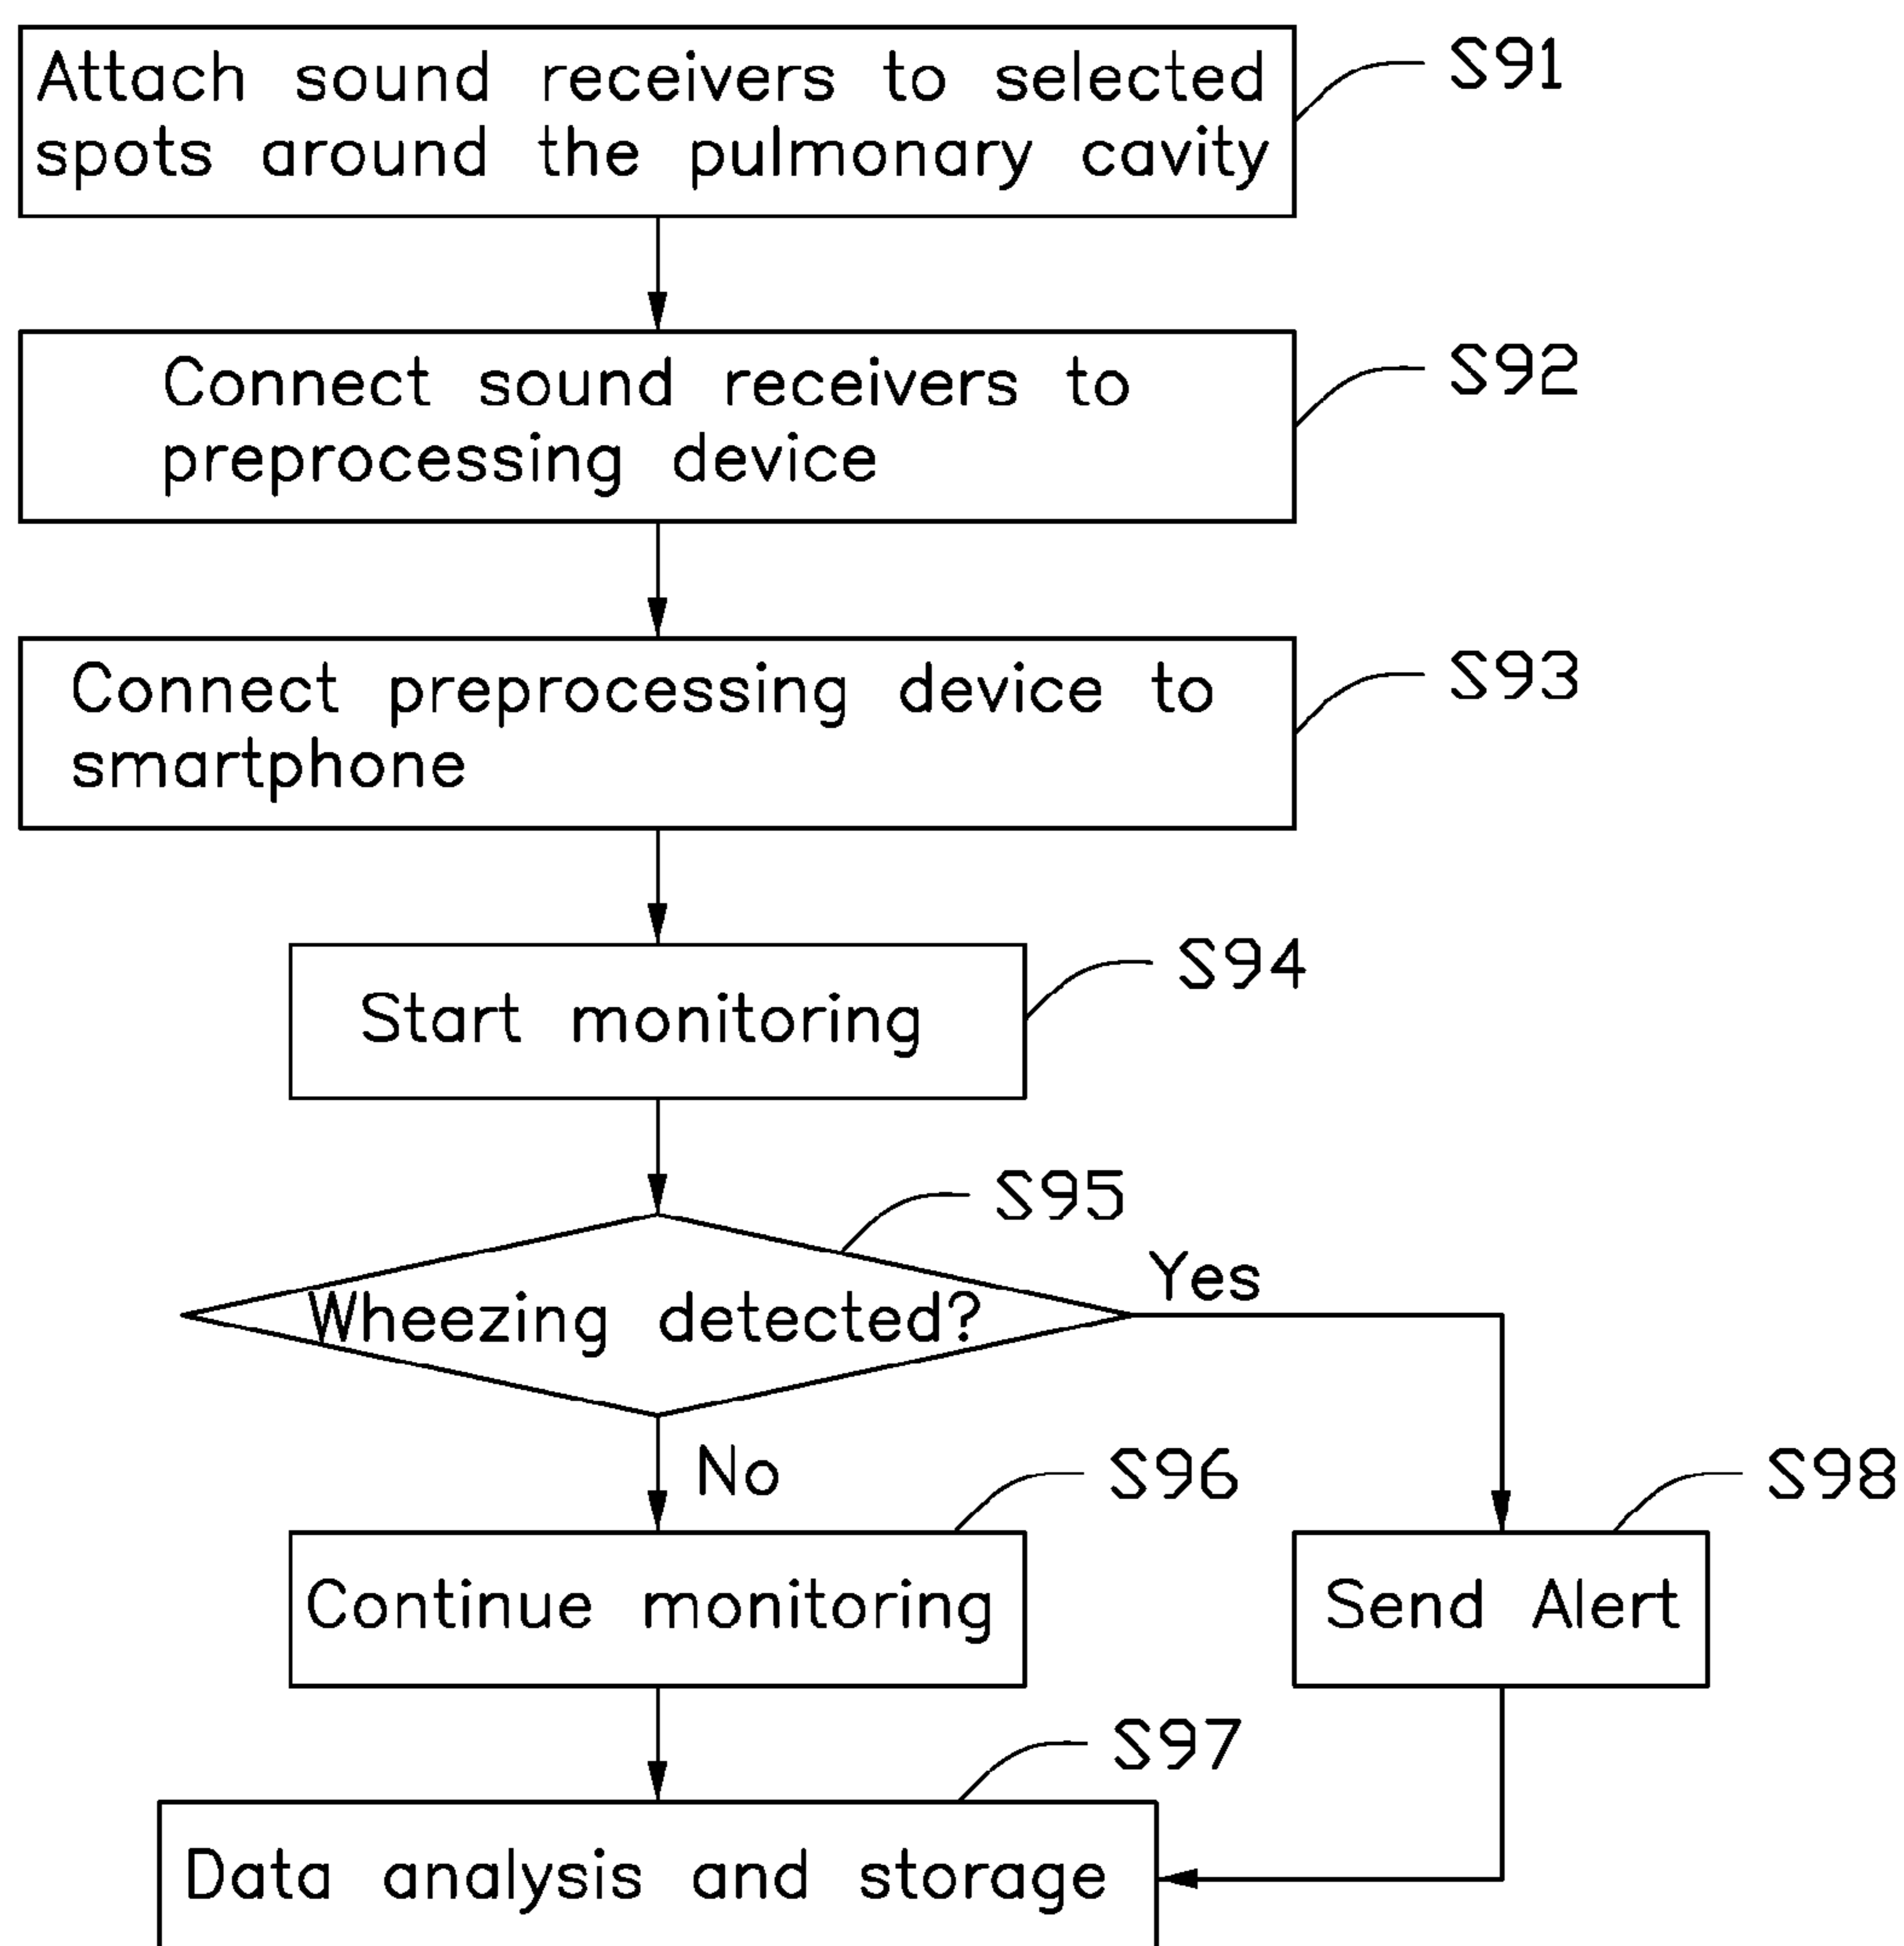 Attach sound receivers to selected
spots around the pulmonary cavity
S91
Connect sound receivers to
preprocessing device
S92
Connect preprocessing device to
smartphone
S93
Start monitoring
S94
Wheezing detected?
S95
Yes
No
Continue monitoring
S96
Send Alert
S98
Data analysis and storage
S97